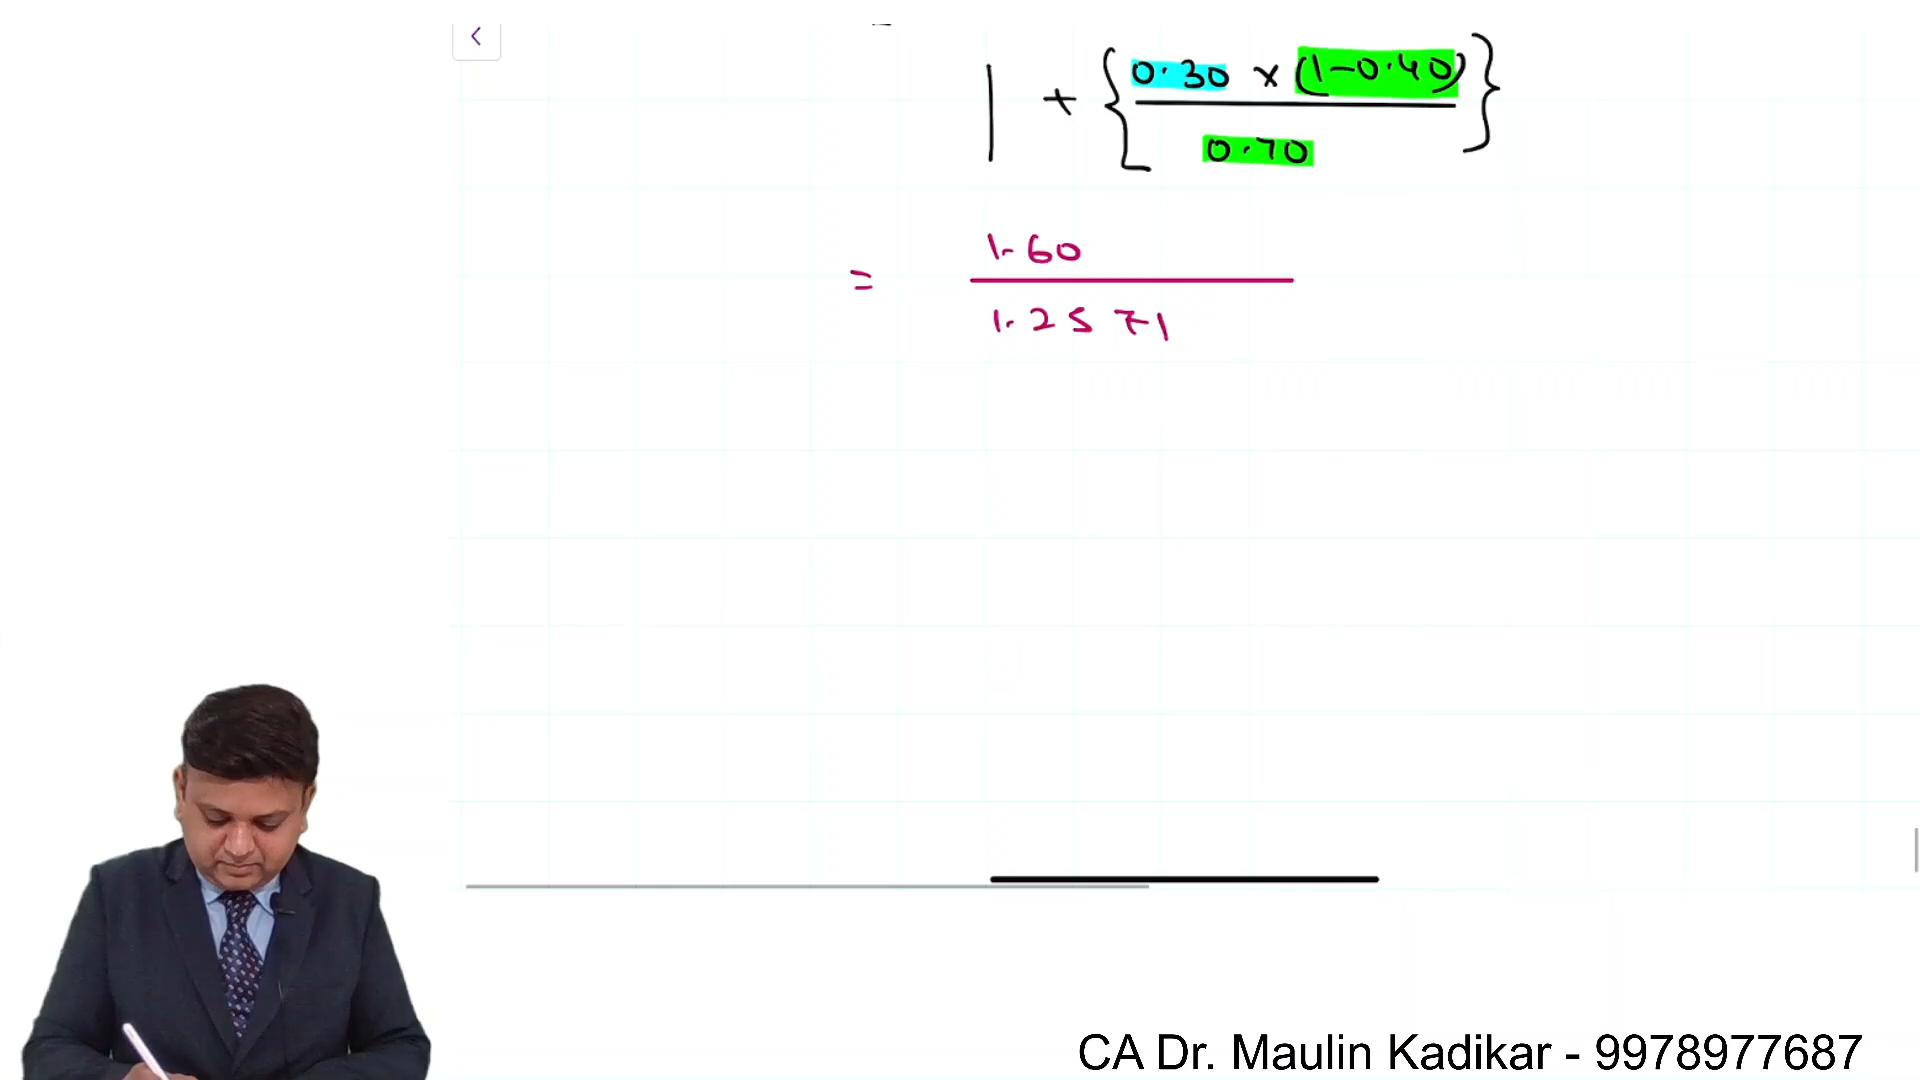 1 + { 0.30 × (1-0.40) }
0.70
= 1.60
1.2571
CA Dr. Maulin Kadikar - 9978977687